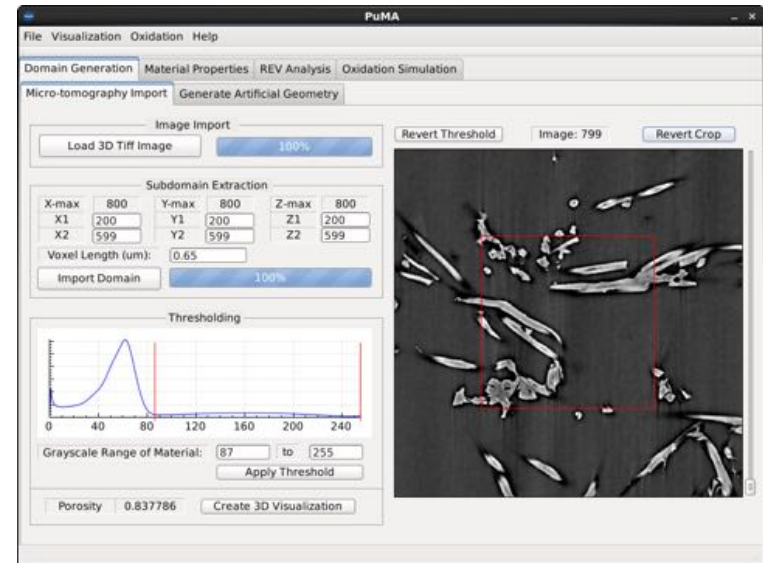 PuMA
File Visualization Oxidation Help
Domain Generation Material Properties REV Analysis Oxidation Simulation
Micro-tomography Import Generate Artificial Geometry
Image Import
Load 3D Tiff Image 100%
Subdomain Extraction
X-max 800 Y-max 800 Z-max 800
X1 200 Y1 200 Z1 200
X2 599 Y2 599 Z2 599
Voxel Length (um): 0.65
Import Domain 100%
Thresholding
0 40 80 120 160 200 240
Grayscale Range of Material: 87 to 255
Apply Threshold
Porosity 0.837786 Create 3D Visualization
Revert Threshold Image: 799 Revert Crop